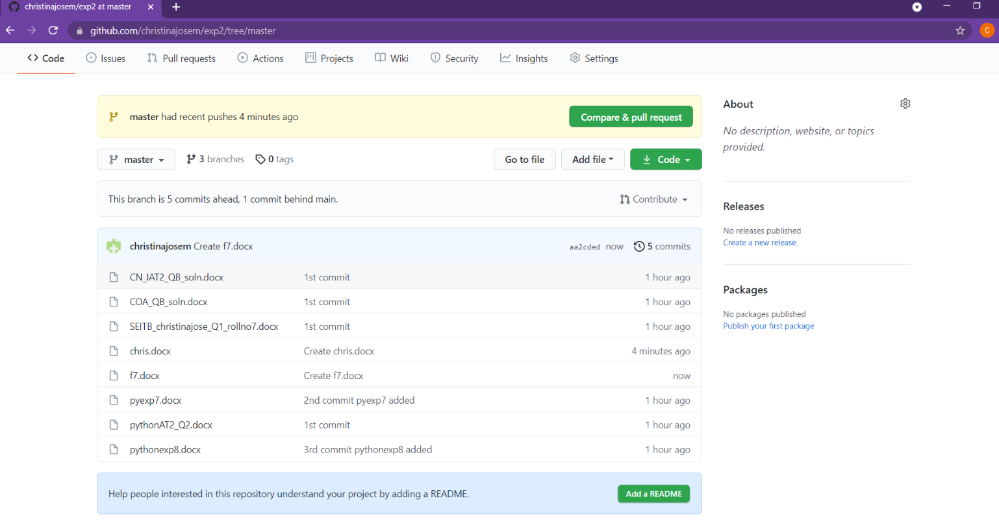 christinajosem/exp2 at master
github.com/christinajosem/exp2/tree/master
C
Code Issues Pull requests Actions Projects Wiki Security Insights Settings
master had recent pushes 4 minutes ago Compare & pull request
master 3 branches 0 tags Go to file Add file Code
This branch is 5 commits ahead, 1 commit behind main. Contribute
christinajosem Create f7.docx aa2cded now 5 commits
CN_IAT2_QB_soln.docx 1st commit 1 hour ago
COA_QB_soln.docx 1st commit 1 hour ago
SEITB_christinajose_Q1_rollno7.docx 1st commit 1 hour ago
chris.docx Create chris.docx 4 minutes ago
f7.docx Create f7.docx now
pyexp7.docx 2nd commit pyexp7 added 1 hour ago
pythonAT2_Q2.docx 1st commit 1 hour ago
pythonexp8.docx 3rd commit pythonexp8 added 1 hour ago
Help people interested in this repository understand your project by adding a README. Add a README
About
No description, website, or topics
provided.
Releases
No releases published
Create a new release
Packages
No packages published
Publish your first package